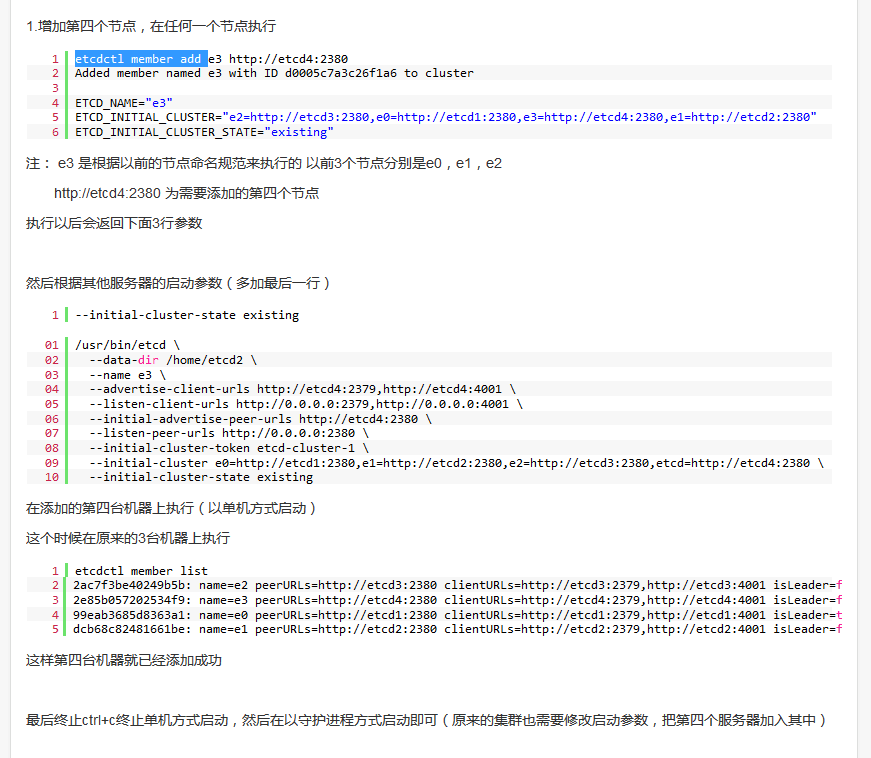 1.增加第四个节点，在任何一个节点执行
1 etcdctl member add e3 http://etcd4:2380
2 Added member named e3 with ID d0005c7a3c26f1a6 to cluster
3
4 ETCD_NAME="e3"
5 ETCD_INITIAL_CLUSTER="e2=http://etcd3:2380,e0=http://etcd1:2380,e3=http://etcd4:2380,e1=http://etcd2:2380"
6 ETCD_INITIAL_CLUSTER_STATE="existing"
注： e3 是根据以前的节点命名规范来执行的 以前3个节点分别是e0，e1，e2
http://etcd4:2380 为需要添加的第四个节点
执行以后会返回下面3行参数
然后根据其他服务器的启动参数（多加最后一行）
1 --initial-cluster-state existing
01 /usr/bin/etcd \
02 --data-dir /home/etcd2 \
03 --name e3 \
04 --advertise-client-urls http://etcd4:2379,http://etcd4:4001 \
05 --listen-client-urls http://0.0.0.0:2379,http://0.0.0.0:4001 \
06 --initial-advertise-peer-urls http://etcd4:2380 \
07 --listen-peer-urls http://0.0.0.0:2380 \
08 --initial-cluster-token etcd-cluster-1 \
09 --initial-cluster e0=http://etcd1:2380,e1=http://etcd2:2380,e2=http://etcd3:2380,etcd=http://etcd4:2380 \
10 --initial-cluster-state existing
在添加的第四台机器上执行（以单机方式启动）
这个时候在原来的3台机器上执行
1 etcdctl member list
2 2ac7f3be40249b5b: name=e2 peerURLs=http://etcd3:2380 clientURLs=http://etcd3:2379,http://etcd3:4001 isLeader=f
3 2e85b057202534f9: name=e3 peerURLs=http://etcd4:2380 clientURLs=http://etcd4:2379,http://etcd4:4001 isLeader=f
4 99eab3685d8363a1: name=e0 peerURLs=http://etcd1:2380 clientURLs=http://etcd1:2379,http://etcd1:4001 isLeader=t
5 dcb68c82481661be: name=e1 peerURLs=http://etcd2:2380 clientURLs=http://etcd2:2379,http://etcd2:4001 isLeader=f
这样第四台机器就已经添加成功
最后终止ctrl+c终止单机方式启动，然后在以守护进程方式启动即可（原来的集群也需要修改启动参数，把第四个服务器加入其中）